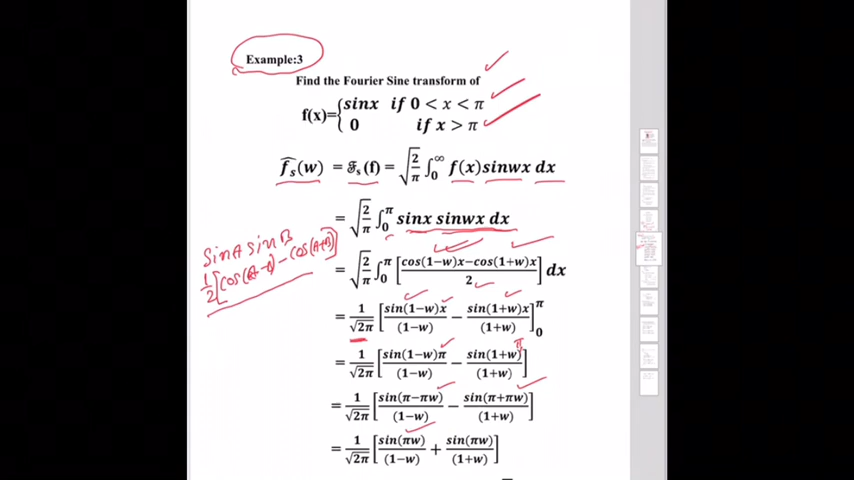 Example:3
Find the Fourier Sine transform of
f(x)={sinx if 0 < x < π
0 if x > π
f̂ₛ(w) = 𝔉ₛ(f) = √(2/π) ∫₀^∞ f(x)sinwx dx
= √(2/π) ∫₀^π sinx sinwx dx
SinA SinB
1/2[cos(A-B) - cos(A+B)]
= √(2/π) ∫₀^π [(cos(1−w)x−cos(1+w)x)/2] dx
= 1/√2π [sin(1−w)x/(1−w) − sin(1+w)x/(1+w)]₀^π
= 1/√2π [sin(1−w)π/(1−w) − sin(1+w)π/(1+w)]
= 1/√2π [sin(π−πw)/(1−w) − sin(π+πw)/(1+w)]
= 1/√2π [sin(πw)/(1−w) + sin(πw)/(1+w)]